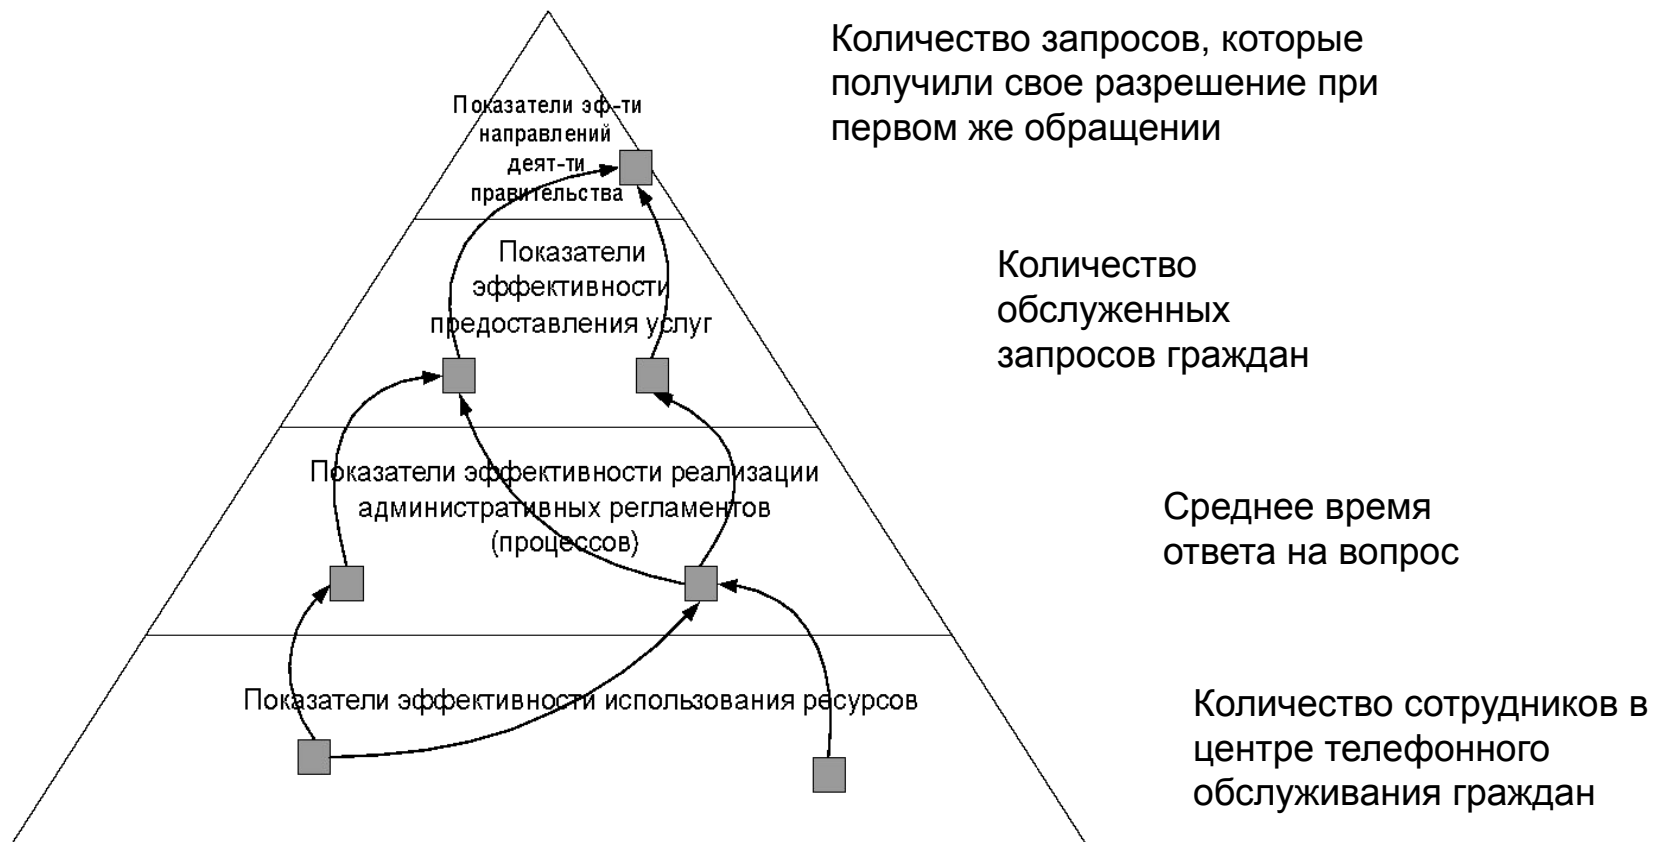 Количество запросов, которые
получили свое разрешение при
первом же обращении
Показатели эф-ти
направлений
деят-ти
правительства
Показатели
эффективности
предоставления услуг
Количество
обслуженных
запросов граждан
Показатели эффективности реализации
административных регламентов
(процессов)
Среднее время
ответа на вопрос
Показатели эффективности использования ресурсов
Количество сотрудников в
центре телефонного
обслуживания граждан